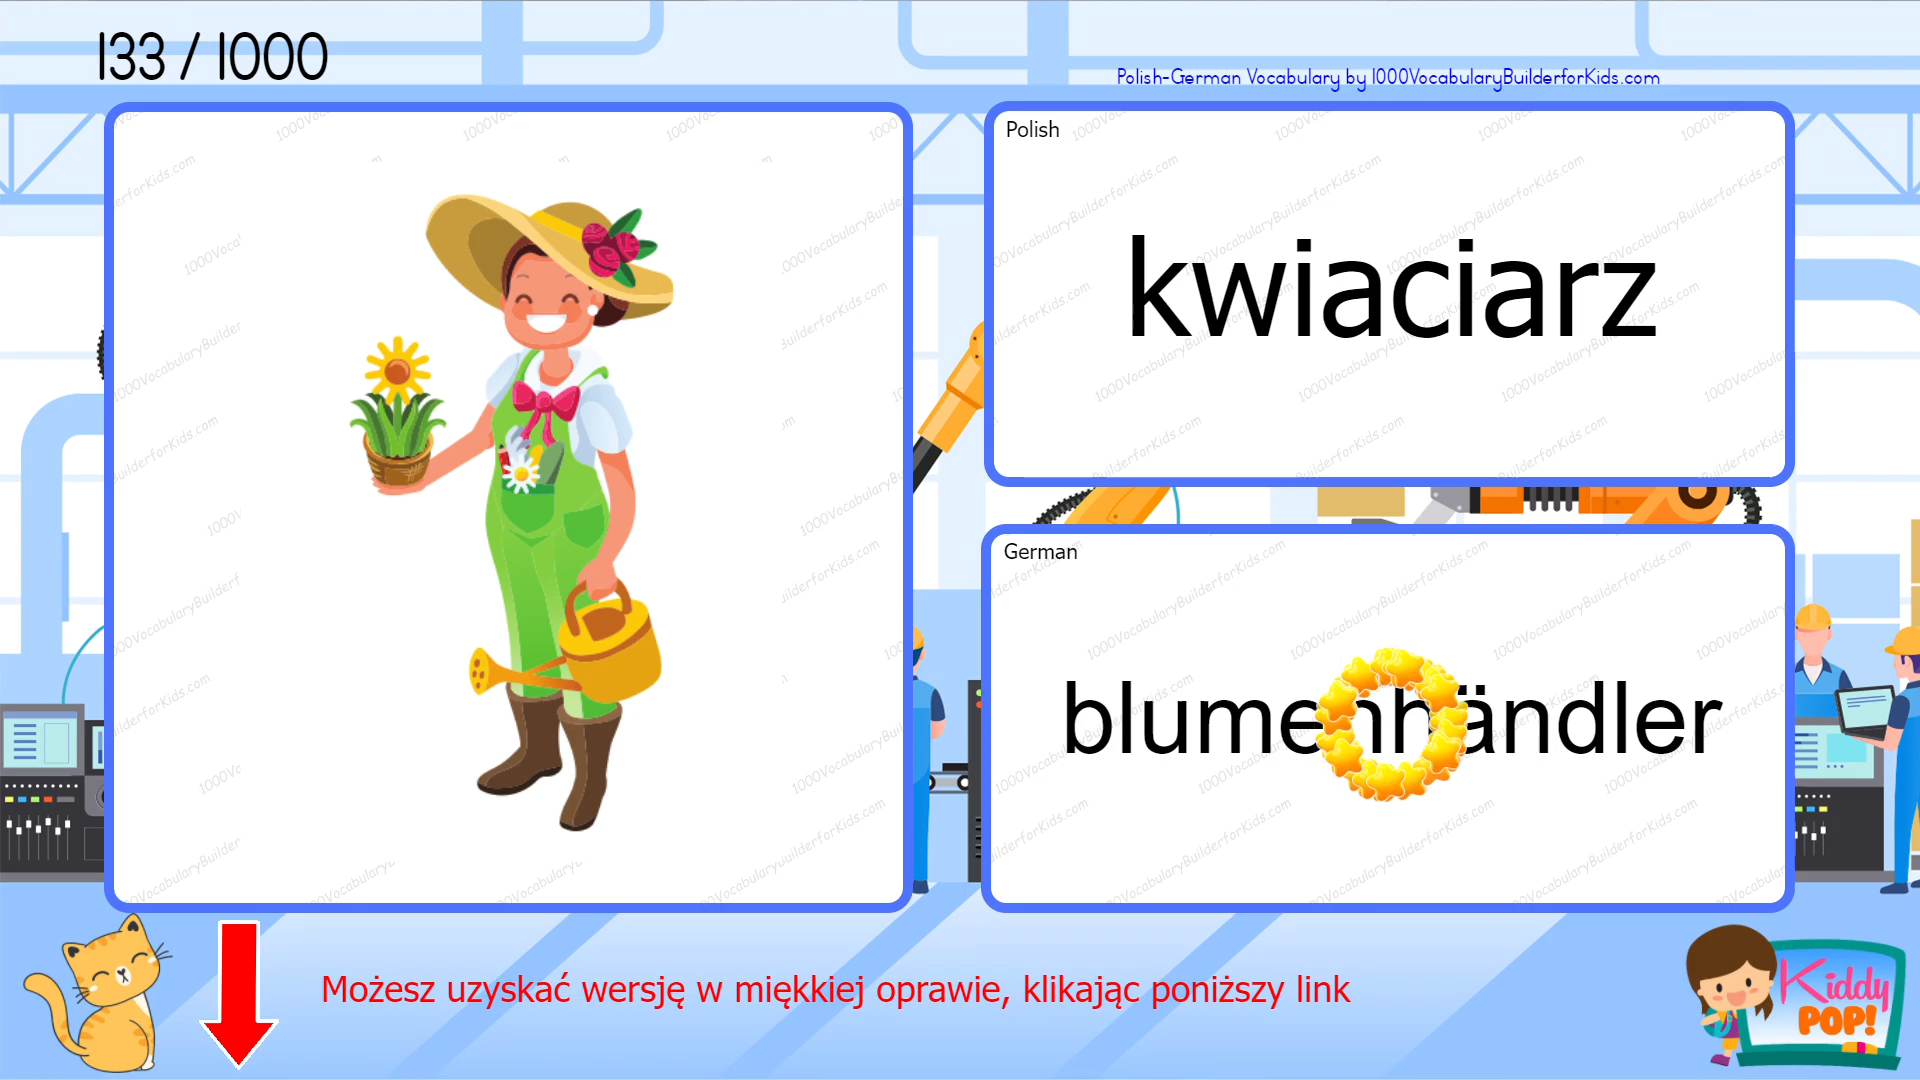 133 / 1000
Polish-German Vocabulary by 1000VocabularyBuilderforKids.com
Polish
kwiaciarz
German
blumenhändler
Możesz uzyskać wersję w miękkiej oprawie, klikając poniższy link
Kiddy
POP!